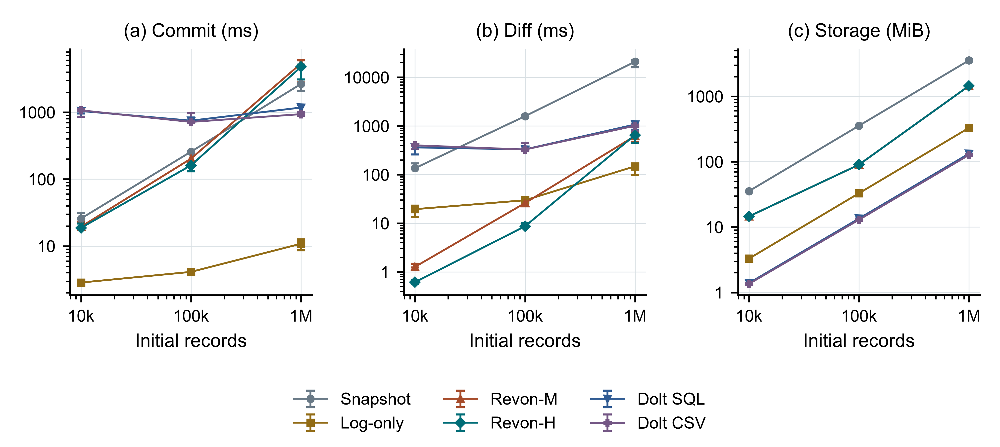 (a) Commit (ms)
1000
100
10
10k 100k 1M
Initial records
(b) Diff (ms)
10000
1000
100
10
1
10k 100k 1M
Initial records
(c) Storage (MiB)
1000
100
10
1
10k 100k 1M
Initial records
Snapshot
Log-only
Revon-M
Revon-H
Dolt SQL
Dolt CSV